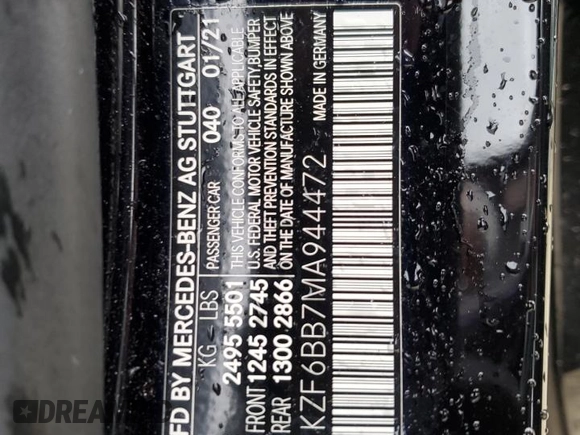 MFD BY MERCEDES-BENZ AG STUTTGART
KG LBS PASSENGER CAR 040 01/21
2495 5501 THIS VEHICLE CONFORMS TO ALL APPLICABLE
FRONT 1245 2745 U.S. FEDERAL MOTOR VEHICLE SAFETY, BUMPER
AND THEFT PREVENTION STANDARDS IN EFFECT
REAR 1300 2866 ON THE DATE OF MANUFACTURE SHOWN ABOVE
KZF6BB7MA944472 MADE IN GERMANY
DREA